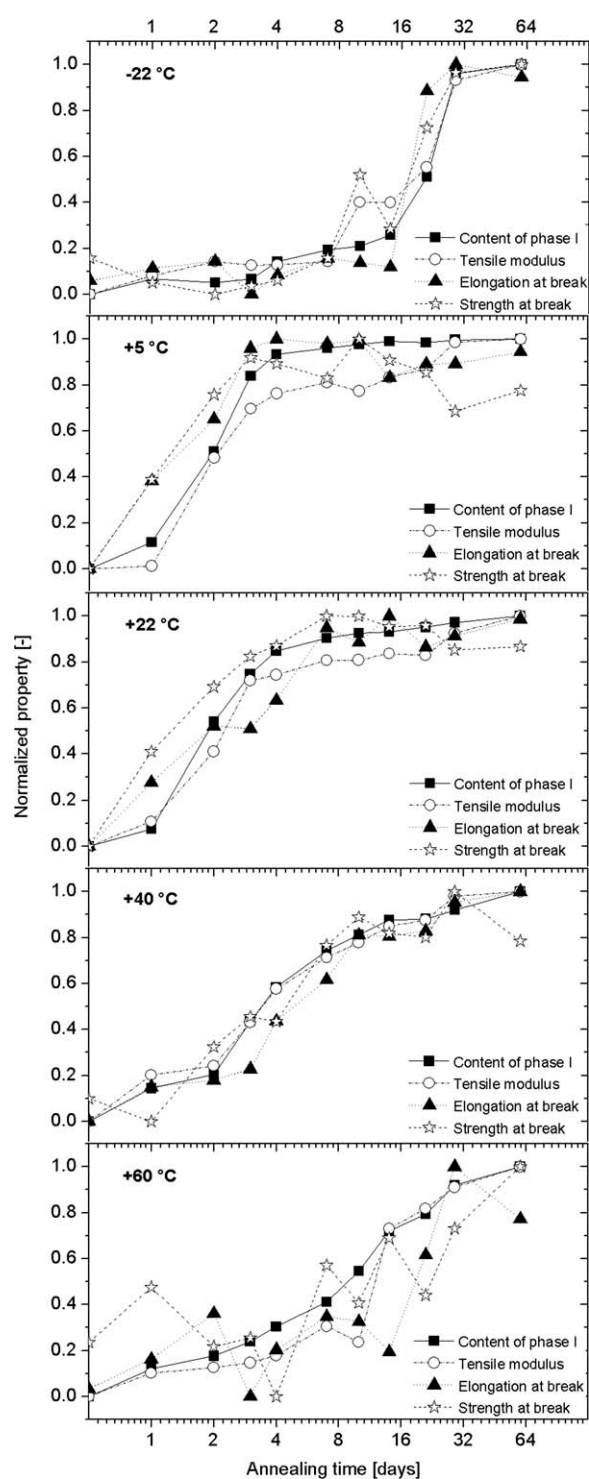 1 2 4 8 16 32 64
-22 °C
1.0
0.8
0.6
0.4
0.2
0.0
Content of phase I
Tensile modulus
Elongation at break
Strength at break
+5 °C
1.0
0.8
0.6
0.4
0.2
0.0
Content of phase I
Tensile modulus
Elongation at break
Strength at break
Normalized property [-]
+22 °C
1.0
0.8
0.6
0.4
0.2
0.0
Content of phase I
Tensile modulus
Elongation at break
Strength at break
+40 °C
1.0
0.8
0.6
0.4
0.2
0.0
Content of phase I
Tensile modulus
Elongation at break
Strength at break
+60 °C
1.0
0.8
0.6
0.4
0.2
0.0
Content of phase I
Tensile modulus
Elongation at break
Strength at break
1 2 4 8 16 32 64
Annealing time [days]